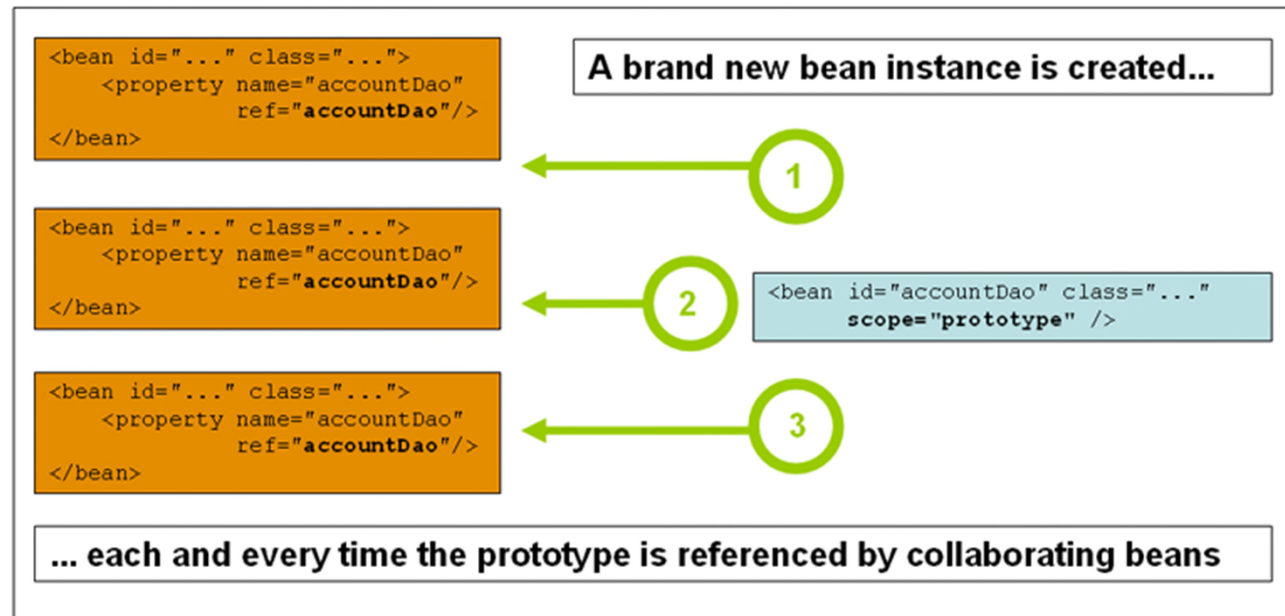 <bean id="..." class="...">
<property name="accountDao"
ref="accountDao"/>
</bean>
A brand new bean instance is created...
1
<bean id="..." class="...">
<property name="accountDao"
ref="accountDao"/>
</bean>
2
<bean id="accountDao" class="..."
scope="prototype" />
<bean id="..." class="...">
<property name="accountDao"
ref="accountDao"/>
</bean>
3
... each and every time the prototype is referenced by collaborating beans